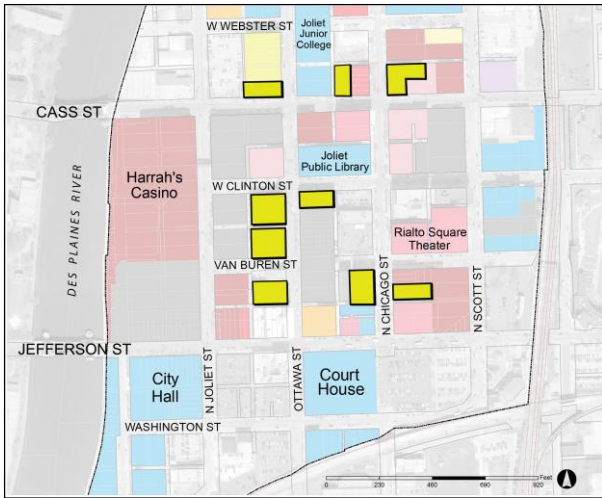 W WEBSTER ST
Joliet
Junior
College
CASS ST
Harrah's
Casino
Joliet
Public Library
W CLINTON ST
DES PLAINES RIVER
Rialto Square
Theater
VAN BUREN ST
N CHICAGO ST
N SCOTT ST
JEFFERSON ST
City
Hall
N JOLIET ST
OTTAWA ST
Court
House
WASHINGTON ST
Feet
0 230 460 690 920